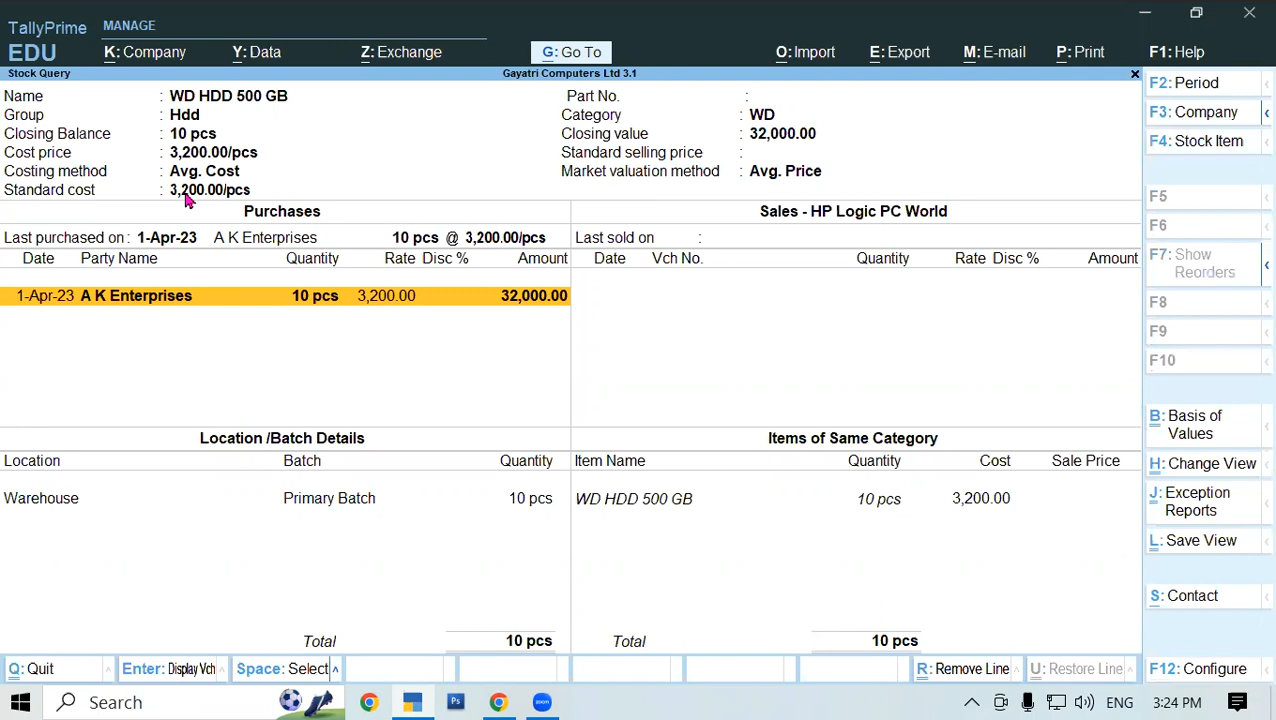 TallyPrime MANAGE
EDU K: Company Y: Data Z: Exchange G: Go To O: Import E: Export M: E-mail P: Print F1: Help
Stock Query Gayatri Computers Ltd 3.1 ×
Name : WD HDD 500 GB Part No. :
Group : Hdd Category : WD
Closing Balance : 10 pcs Closing value : 32,000.00
Cost price : 3,200.00/pcs Standard selling price :
Costing method : Avg. Cost Market valuation method : Avg. Price
Standard cost : 3,200.00/pcs
Purchases Sales - HP Logic PC World
Last purchased on : 1-Apr-23 A K Enterprises 10 pcs @ 3,200.00/pcs Last sold on :
Date Party Name Quantity Rate Disc % Amount Date Vch No. Quantity Rate Disc % Amount
1-Apr-23 A K Enterprises 10 pcs 3,200.00 32,000.00
Location /Batch Details Items of Same Category
Location Batch Quantity Item Name Quantity Cost Sale Price
Warehouse Primary Batch 10 pcs WD HDD 500 GB 10 pcs 3,200.00
Total 10 pcs Total 10 pcs
F2: Period
F3: Company
F4: Stock Item
F5
F6
F7: Show
Reorders
F8
F9
F10
B: Basis of
Values
H: Change View
J: Exception
Reports
L: Save View
S: Contact
Q: Quit Enter: Display Vch Space: Select R: Remove Line U: Restore Line F12: Configure
Search Ps zoom ENG 3:24 PM